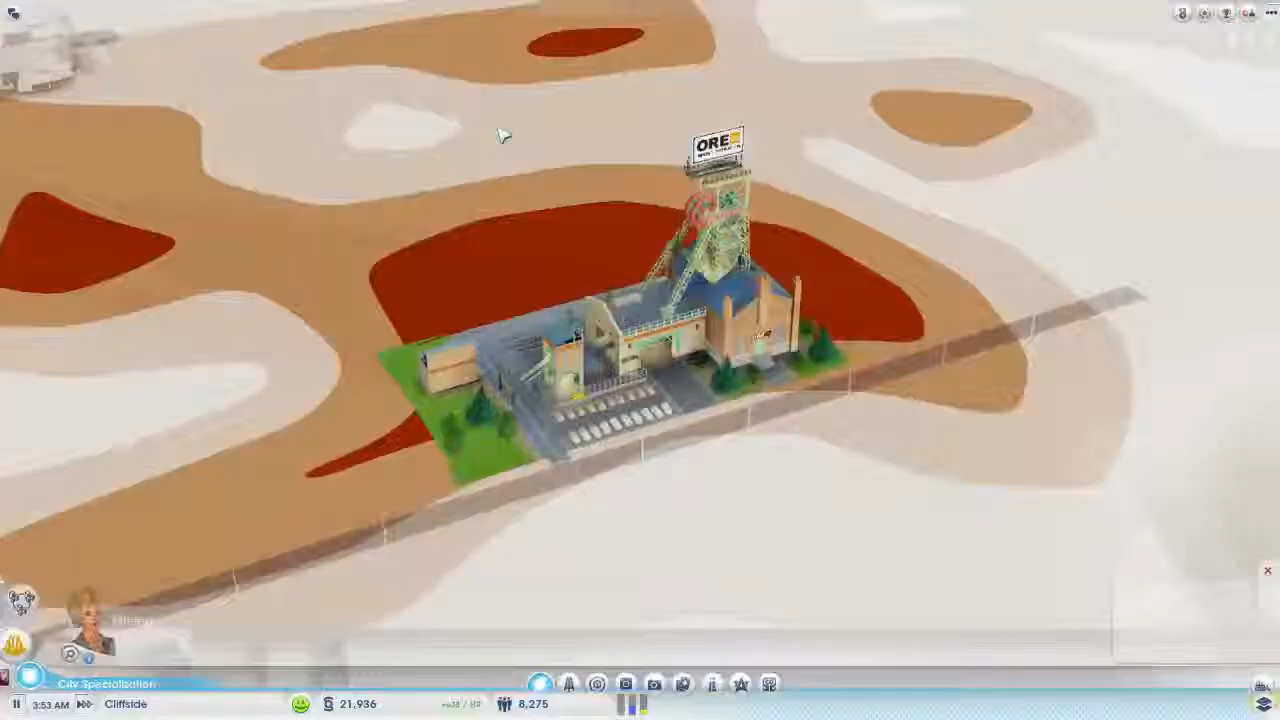 ORE
City Specialization
3:53 AM
Cliffside
21,936
8,275